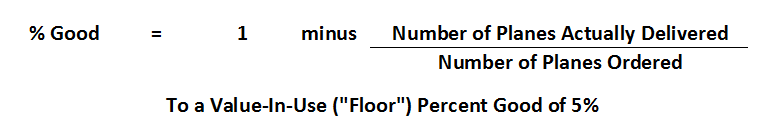 % Good = 1 minus Number of Planes Actually Delivered
Number of Planes Ordered
To a Value-In-Use ("Floor") Percent Good of 5%